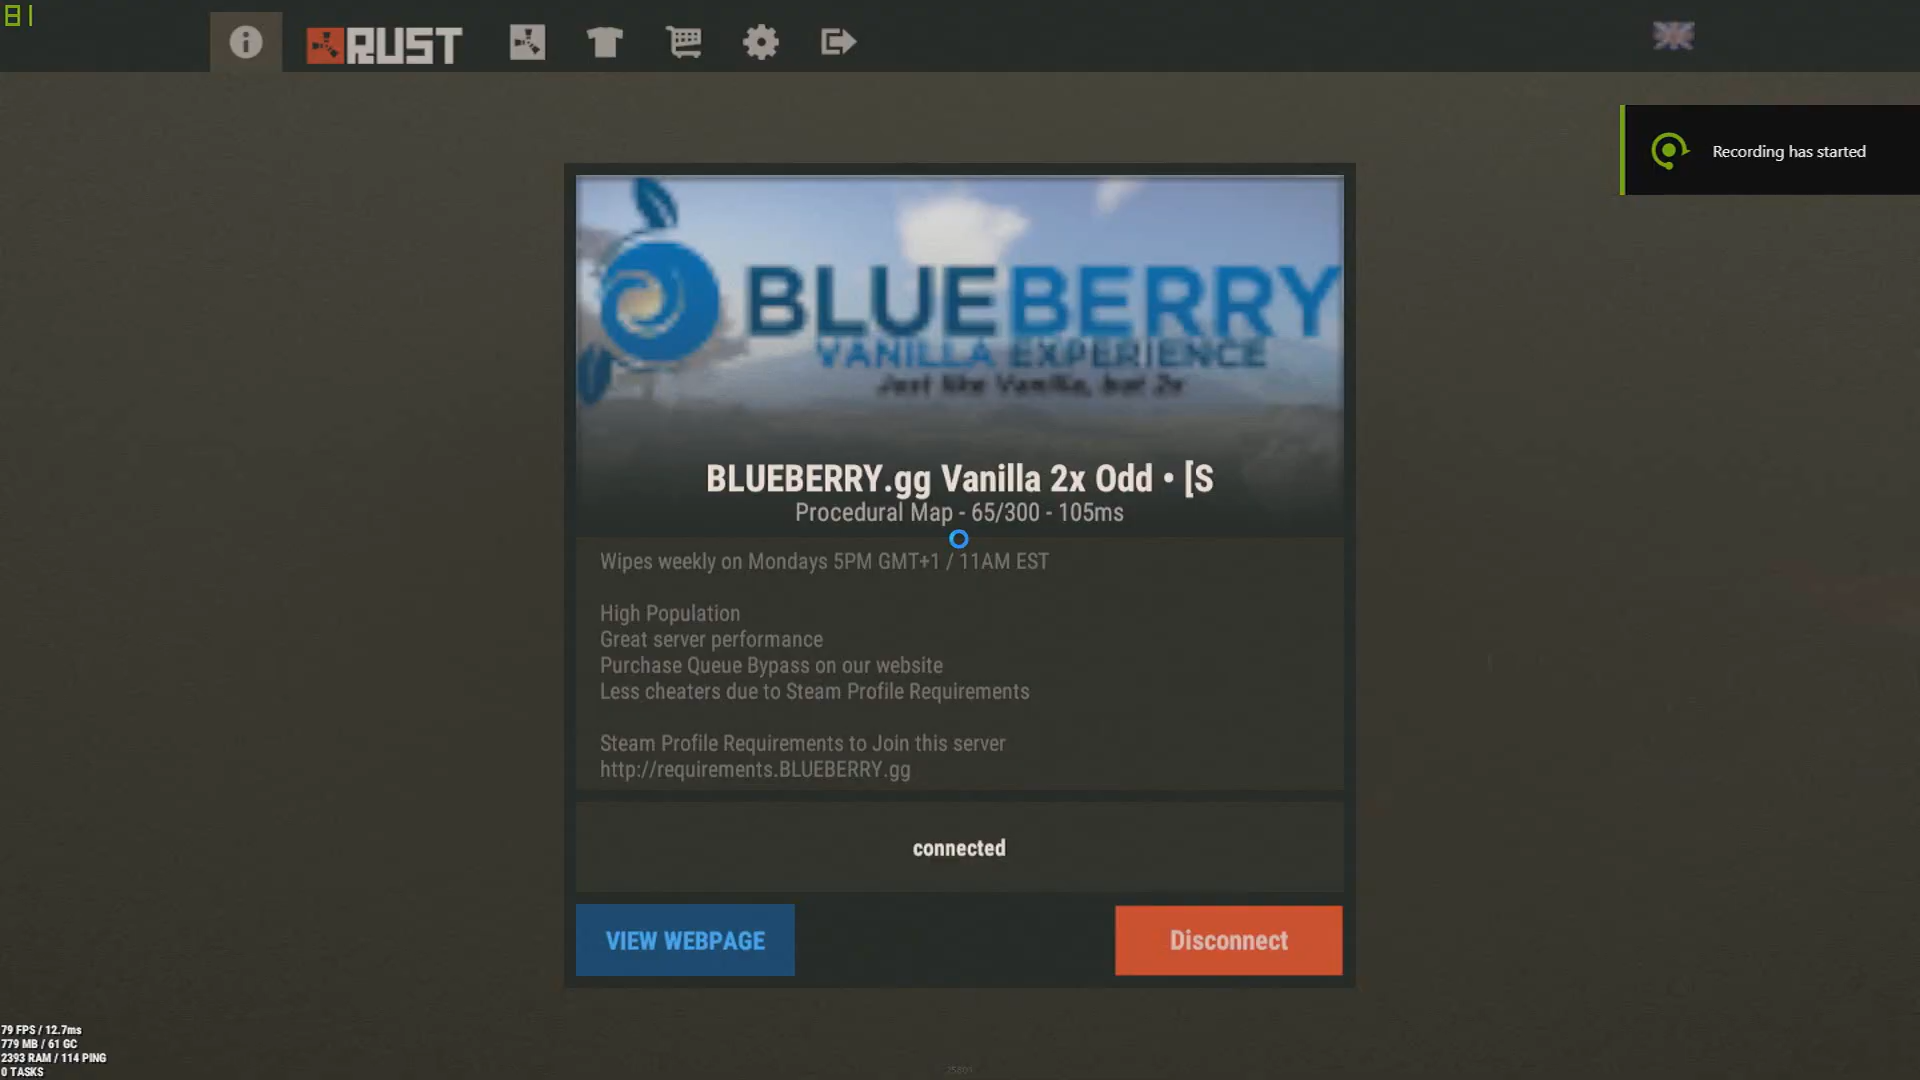 81
RUST
Recording has started
BLUEBERRY
VANILLA EXPERIENCE
Just like Vanilla, but 2x
BLUEBERRY.gg Vanilla 2x Odd • [S
Procedural Map - 65/300 - 105ms
Wipes weekly on Mondays 5PM GMT+1 / 11AM EST
High Population
Great server performance
Purchase Queue Bypass on our website
Less cheaters due to Steam Profile Requirements
Steam Profile Requirements to Join this server
http://requirements.BLUEBERRY.gg
connected
VIEW WEBPAGE
Disconnect
79 FPS / 12.7ms
779 MB / 61 GC
2393 RAM / 114 PING
0 TASKS